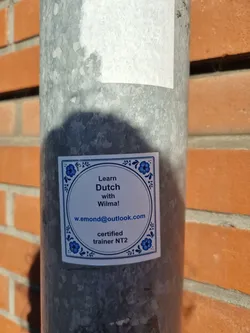 Learn
Dutch
with
Wilma!
w.emond@outlook.com
certified
trainer NT2